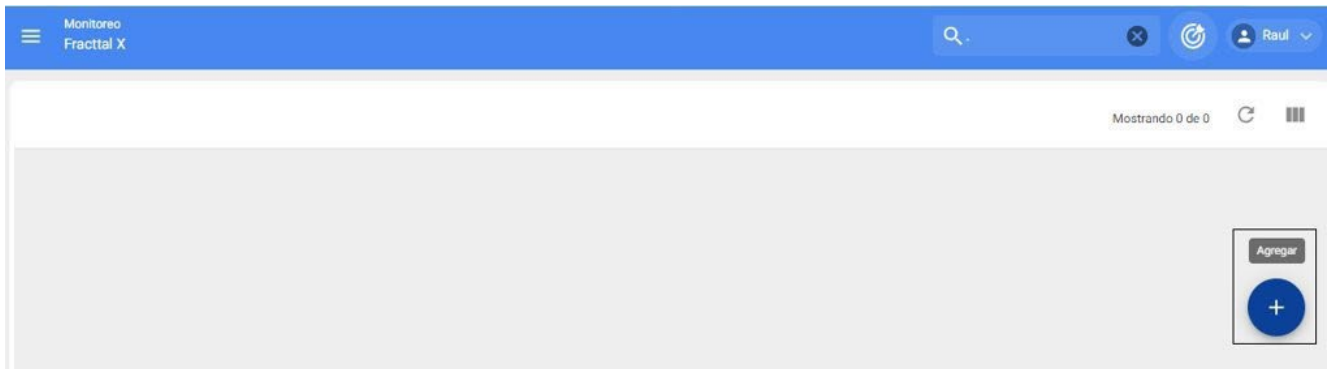 Monitoreo
Fracttal X
.
Raul
Mostrando 0 de 0
Agregar
+